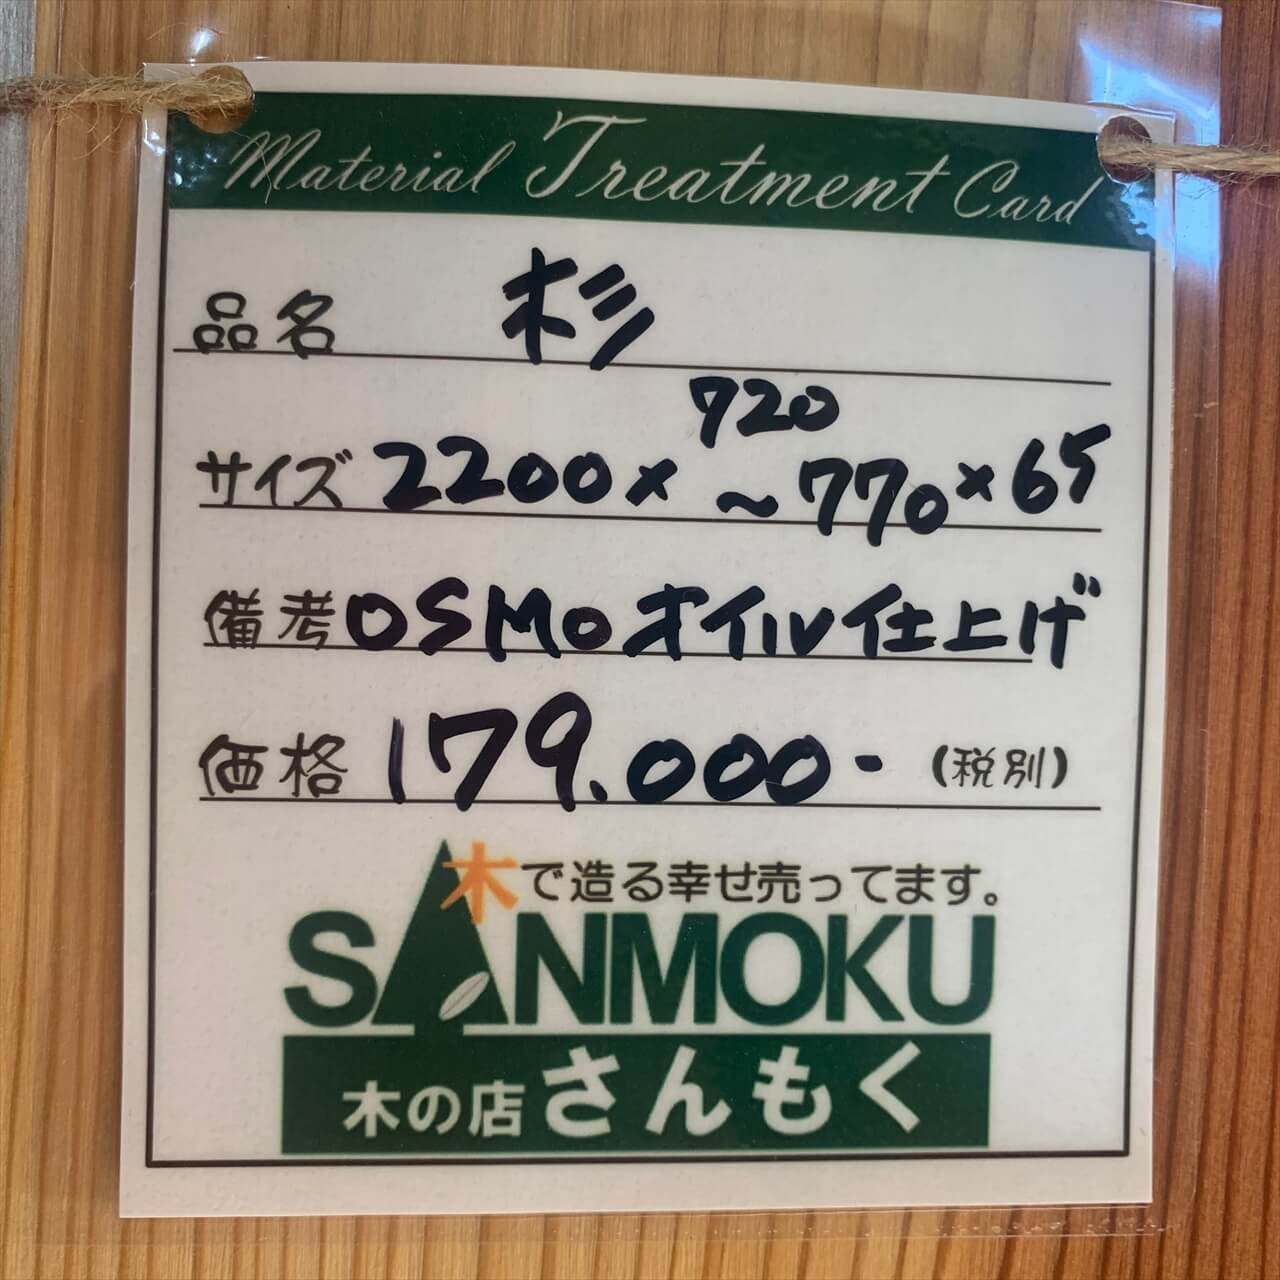 Material Treatment Card
品名 杉
サイズ 2200× 720～770×65
備考 OSMOオイル仕上げ
価格 179.000- (税別)
木で造る幸せ売ってます。
SANMOKU
木の店 さんもく